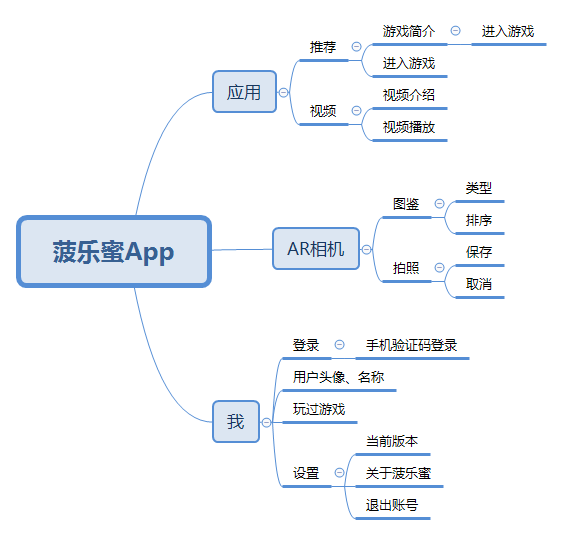 菠乐蜜App
应用
推荐
游戏简介
进入游戏
进入游戏
视频
视频介绍
视频播放
AR相机
图鉴
类型
排序
拍照
保存
取消
我
登录
手机验证码登录
用户头像、名称
玩过游戏
设置
当前版本
关于菠乐蜜
退出账号